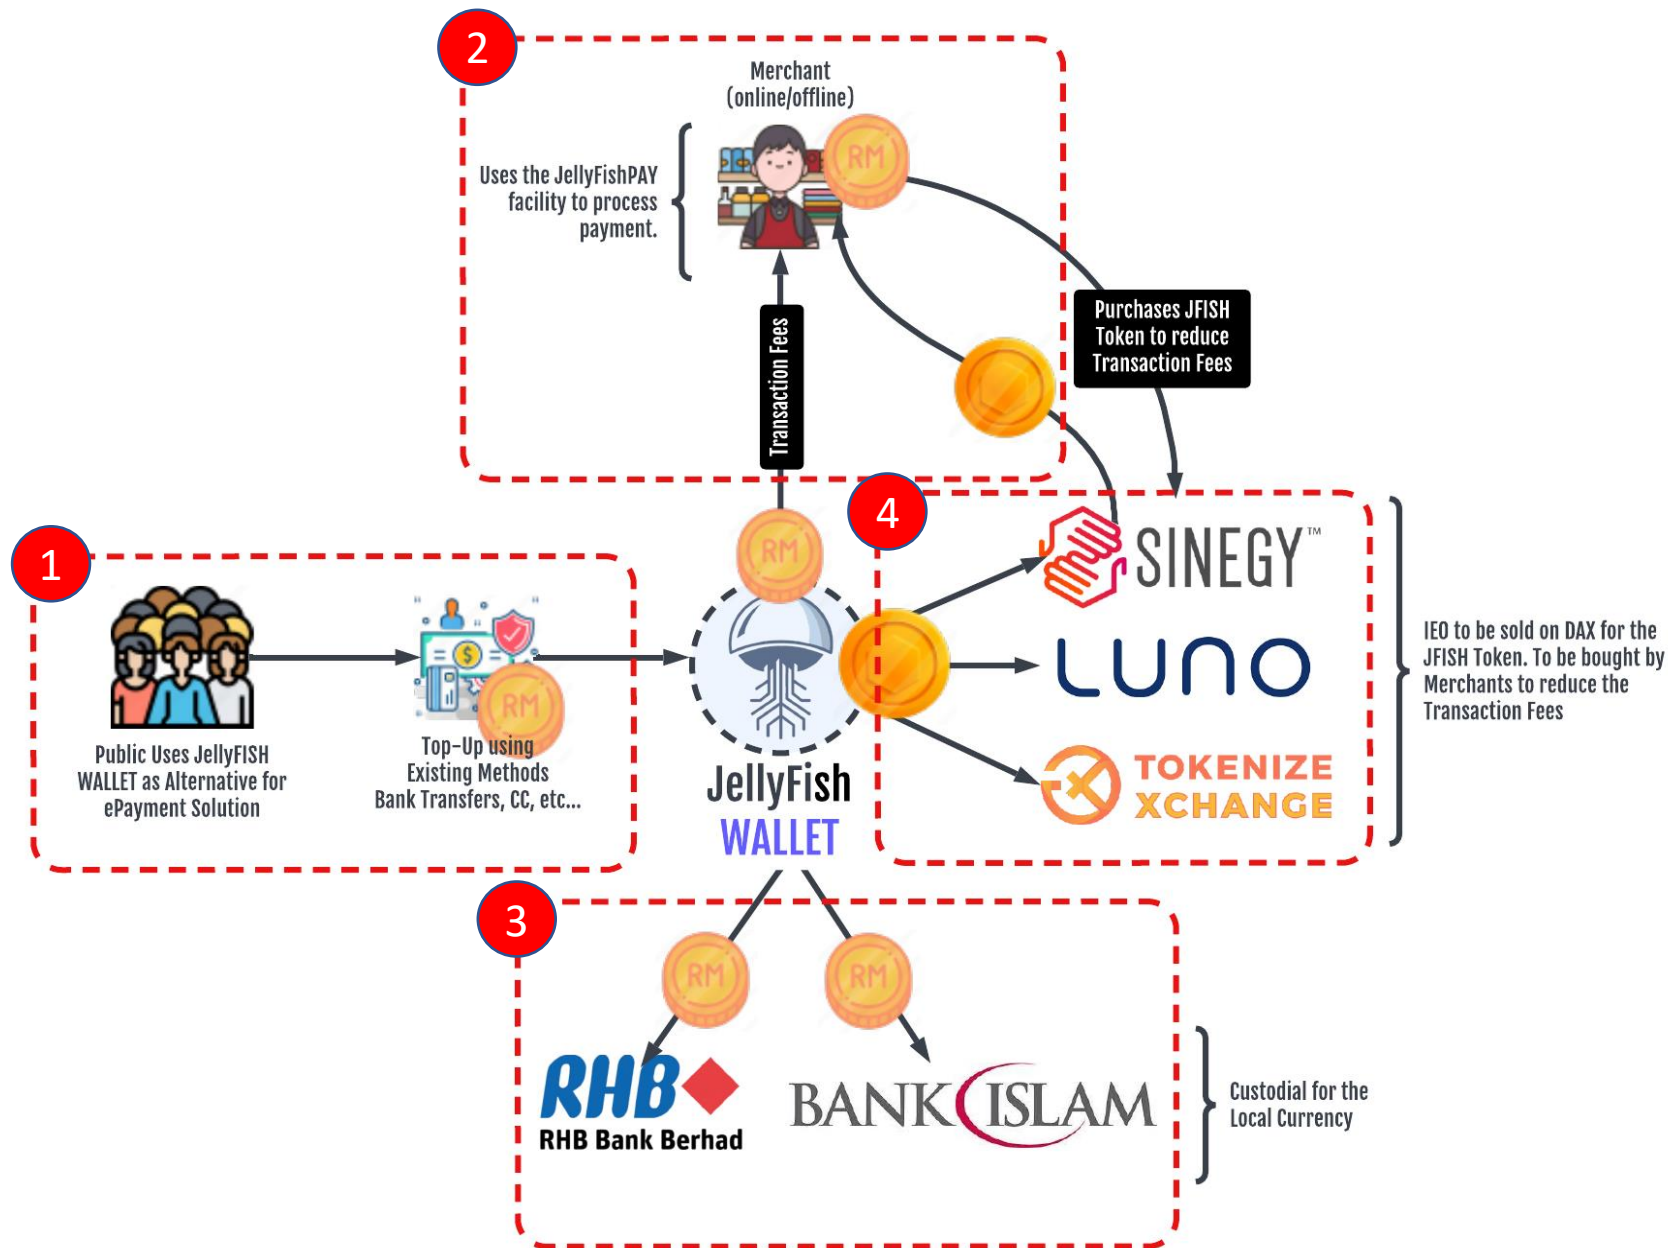 2
Merchant
(online/offline)
RM
Uses the JellyFishPAY
facility to process
payment.
Purchases JFISH
Token to reduce
Transaction Fees
Transaction Fees
1
Public Uses JellyFISH
WALLET as Alternative for
ePayment Solution
RM
Top-Up using
Existing Methods
Bank Transfers, CC, etc...
RM
JellyFish
WALLET
4
SINEGY™
LUNO
TOKENIZE
XCHANGE
IEO to be sold on DAX for the
JFISH Token. To be bought by
Merchants to reduce the
Transaction Fees
3
RM
RM
RHB
RHB Bank Berhad
BANK ISLAM
Custodial for the
Local Currency